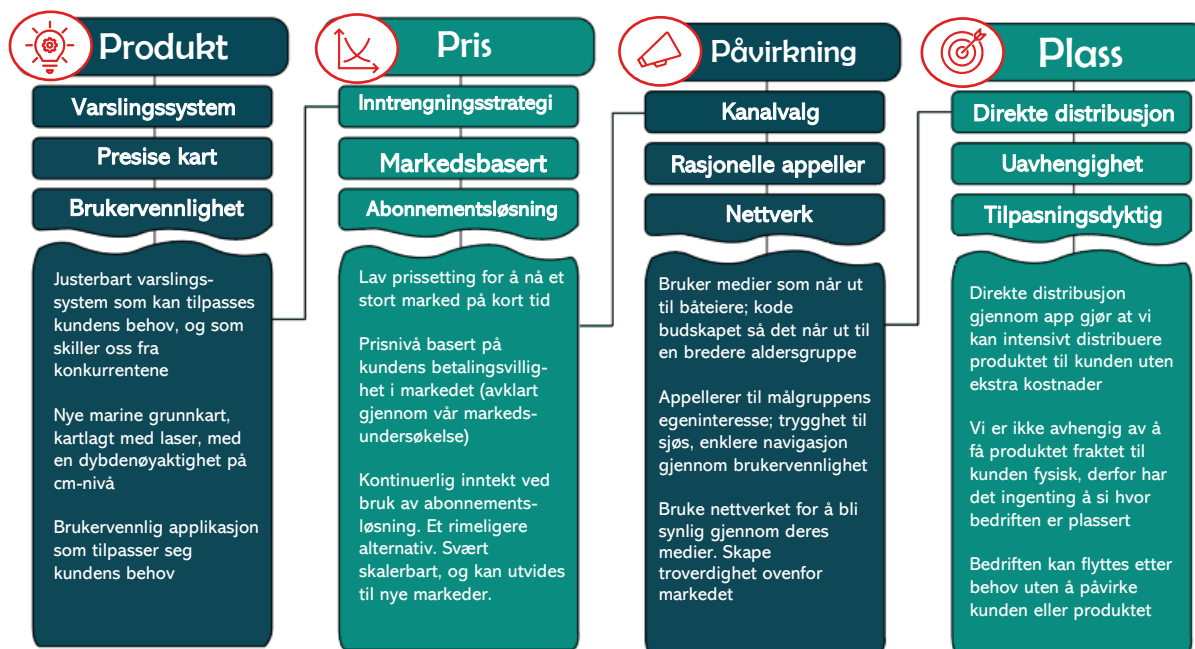 Produkt
Varslingssystem
Presise kart
Brukervennlighet
Justerbart varslings-
system som kan tilpasses
kundens behov, og som
skiller oss fra
konkurrentene
Nye marine grunnkart,
kartlagt med laser, med
en dybdenøyaktighet på
cm-nivå
Brukervennlig applikasjon
som tilpasser seg
kundens behov
Pris
Inntrengningsstrategi
Markedsbasert
Abonnementsløsning
Lav prissetting for å nå et
stort marked på kort tid
Prisnivå basert på
kundens betalingsvillig-
het i markedet (avklart
gjennom vår markeds-
undersøkelse)
Kontinuerlig inntekt ved
bruk av abonnements-
løsning. Et rimeligere
alternativ. Svært
skalerbart, og kan utvides
til nye markeder.
Påvirkning
Kanalvalg
Rasjonelle appeller
Nettverk
Bruker medier som når ut
til båteiere; kode
budskapet så det når ut til
en bredere aldersgruppe
Appellerer til målgruppens
egeninteresse; trygghet til
sjøs, enklere navigasjon
gjennom brukervennlighet
Bruke nettverket for å bli
synlig gjennom deres
medier. Skape
troverdighet ovenfor
markedet
Plass
Direkte distribusjon
Uavhengighet
Tilpasningsdyktig
Direkte distribusjon
gjennom app gjør at vi
kan intensivt distribuere
produktet til kunden uten
ekstra kostnader
Vi er ikke avhengig av å
få produktet fraktet til
kunden fysisk, derfor har
det ingenting å si hvor
bedriften er plassert
Bedriften kan flyttes etter
behov uten å påvirke
kunden eller produktet